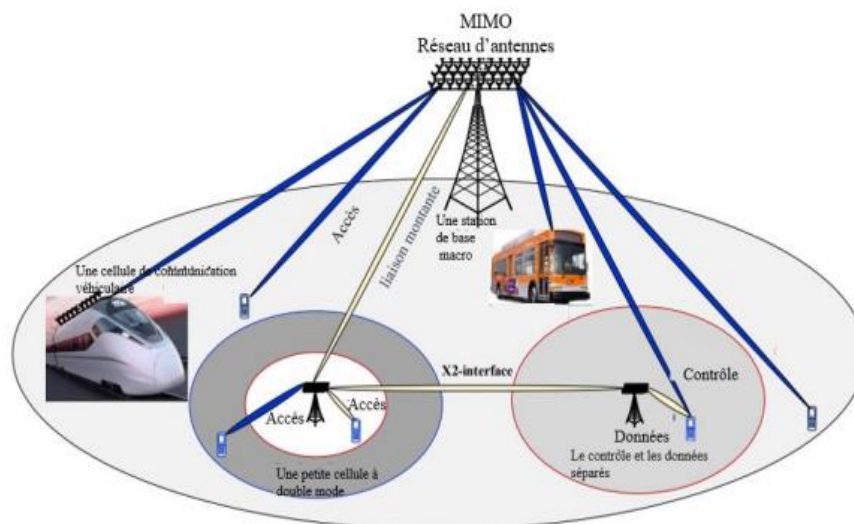 MIMO
Réseau d'antennes
Accès
liaison montante
Une station
de base
macro
Une cellule de communication
véhiculaire
X2-interface
Contrôle
Accès
Accès
Données
Une petite cellule à
double mode
Le contrôle et les données
séparés